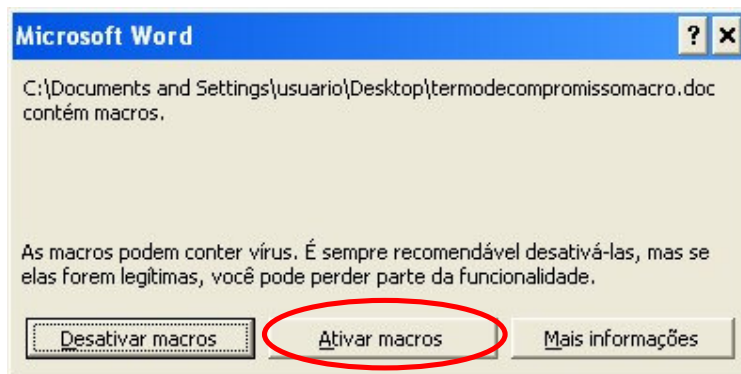 Microsoft Word
C:\Documents and Settings\usuario\Desktop\termodecompromissomacro.doc
contém macros.
As macros podem conter vírus. É sempre recomendável desativá-las, mas se
elas forem legítimas, você pode perder parte da funcionalidade.
Desativar macros Ativar macros Mais informações